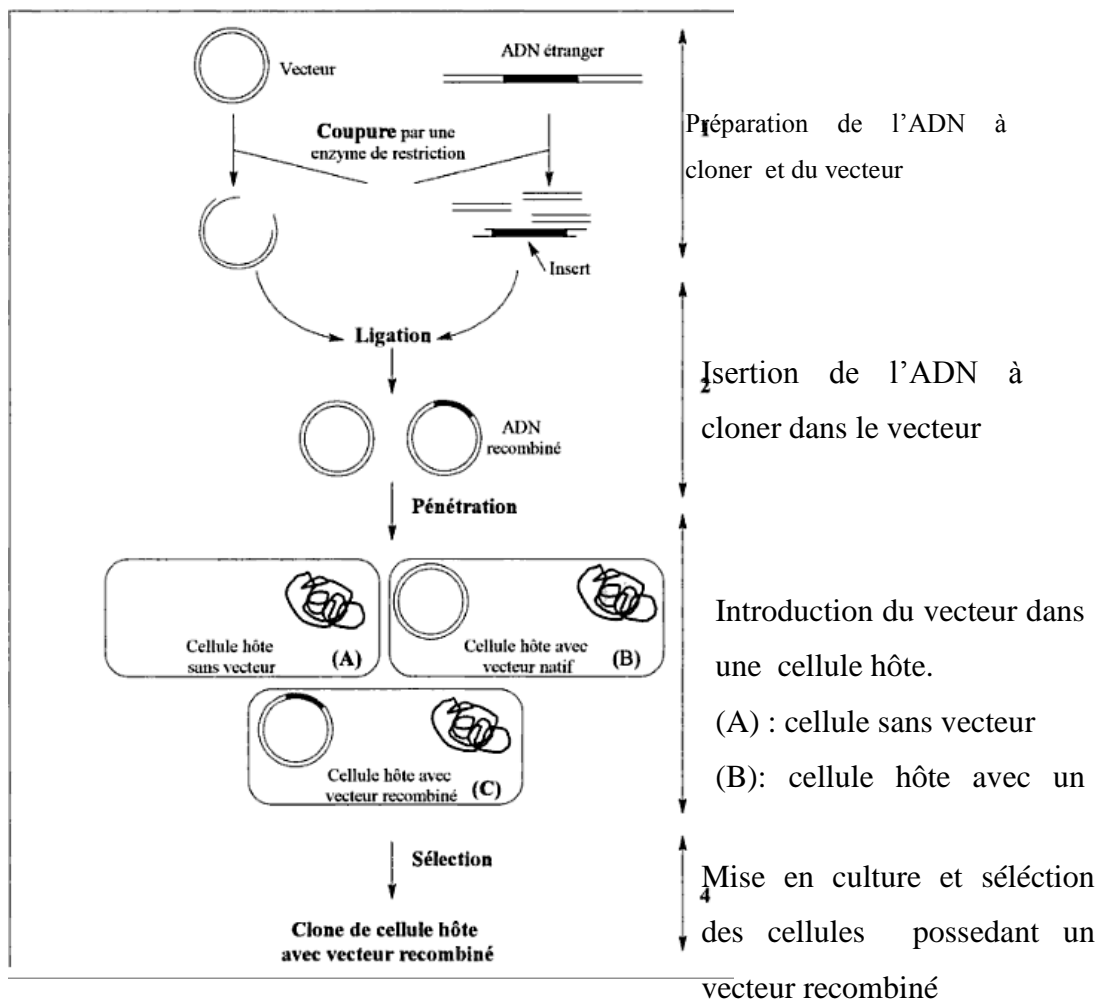 Vecteur
ADN étranger
Coupure par une
enzyme de restriction
Insert
1
Préparation de l’ADN à
cloner et du vecteur
Ligation
ADN
recombiné
2
Isertion de l’ADN à
cloner dans le vecteur
Pénétration
Cellule hôte
sans vecteur
(A)
Cellule hôte avec
vecteur natif
(B)
Cellule hôte avec
vecteur recombiné
(C)
Introduction du vecteur dans
une cellule hôte.
(A) : cellule sans vecteur
(B): cellule hôte avec un
Sélection
Clone de cellule hôte
avec vecteur recombiné
4
Mise en culture et séléction
des cellules possedant un
vecteur recombiné